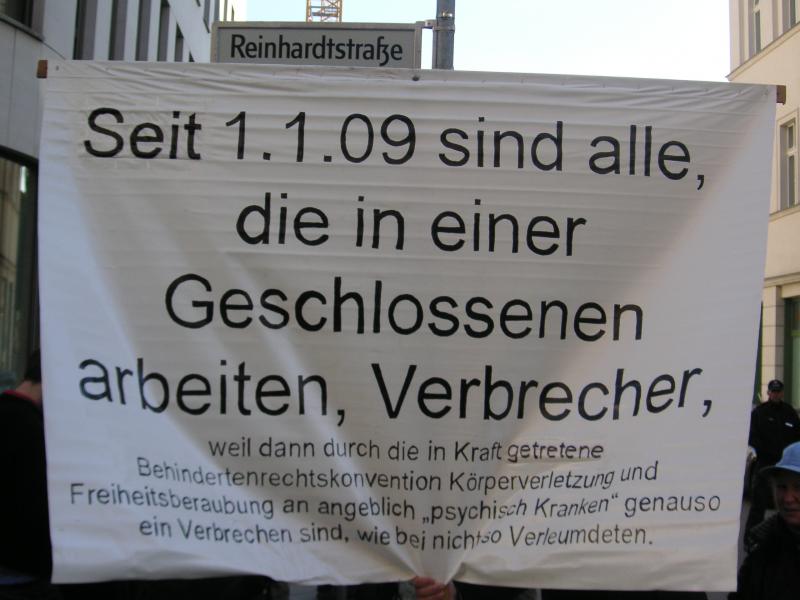 Reinhardtstraße
Seit 1.1.09 sind alle,
die in einer
Geschlossenen
arbeiten, Verbrecher,
weil dann durch die in Kraft getretene
Behindertenrechtskonvention Körperverletzung und
Freiheitsberaubung an angeblich „psychisch Kranken“ genauso
ein Verbrechen sind, wie bei nicht so Verleumdeten.